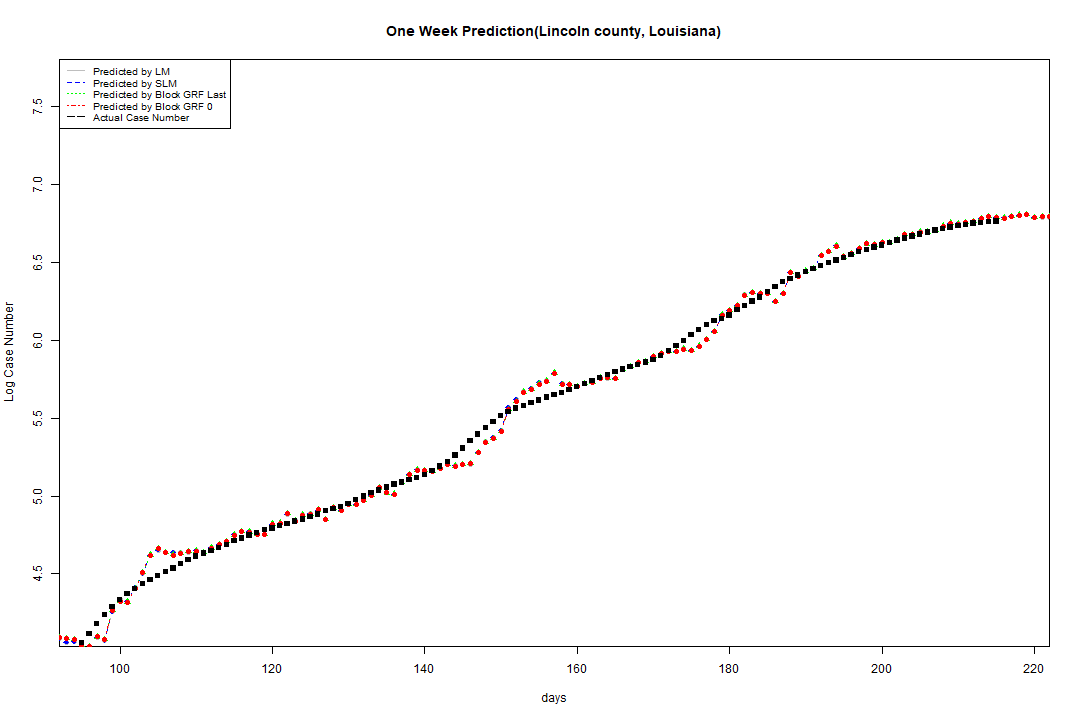 One Week Prediction(Lincoln county, Louisiana)
Predicted by LM
Predicted by SLM
Predicted by Block GRF Last
Predicted by Block GRF 0
Actual Case Number
7.5
7.0
6.5
6.0
5.5
5.0
4.5
Log Case Number
100 120 140 160 180 200 220
days